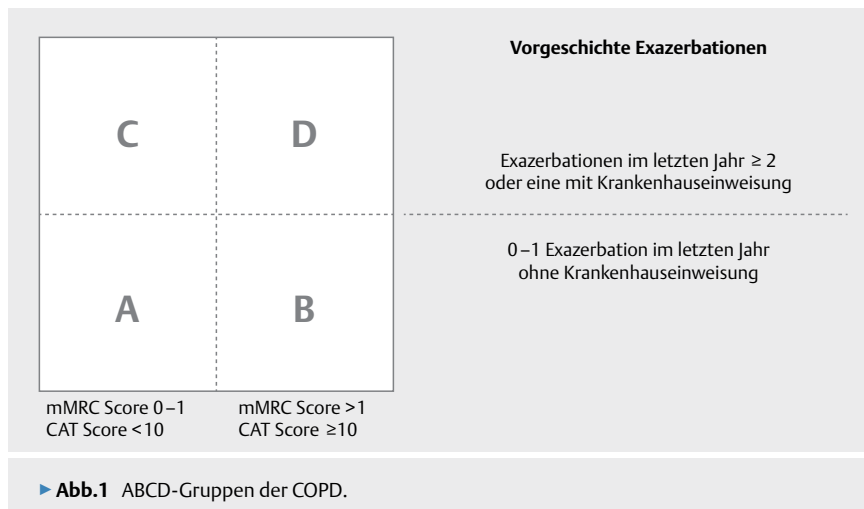 Vorgeschichte Exazerbationen
C
D
Exazerbationen im letzten Jahr ≥ 2
oder eine mit Krankenhauseinweisung
0–1 Exazerbation im letzten Jahr
ohne Krankenhauseinweisung
A
B
mMRC Score 0–1
CAT Score <10
mMRC Score >1
CAT Score ≥10
▶ Abb.1 ABCD-Gruppen der COPD.